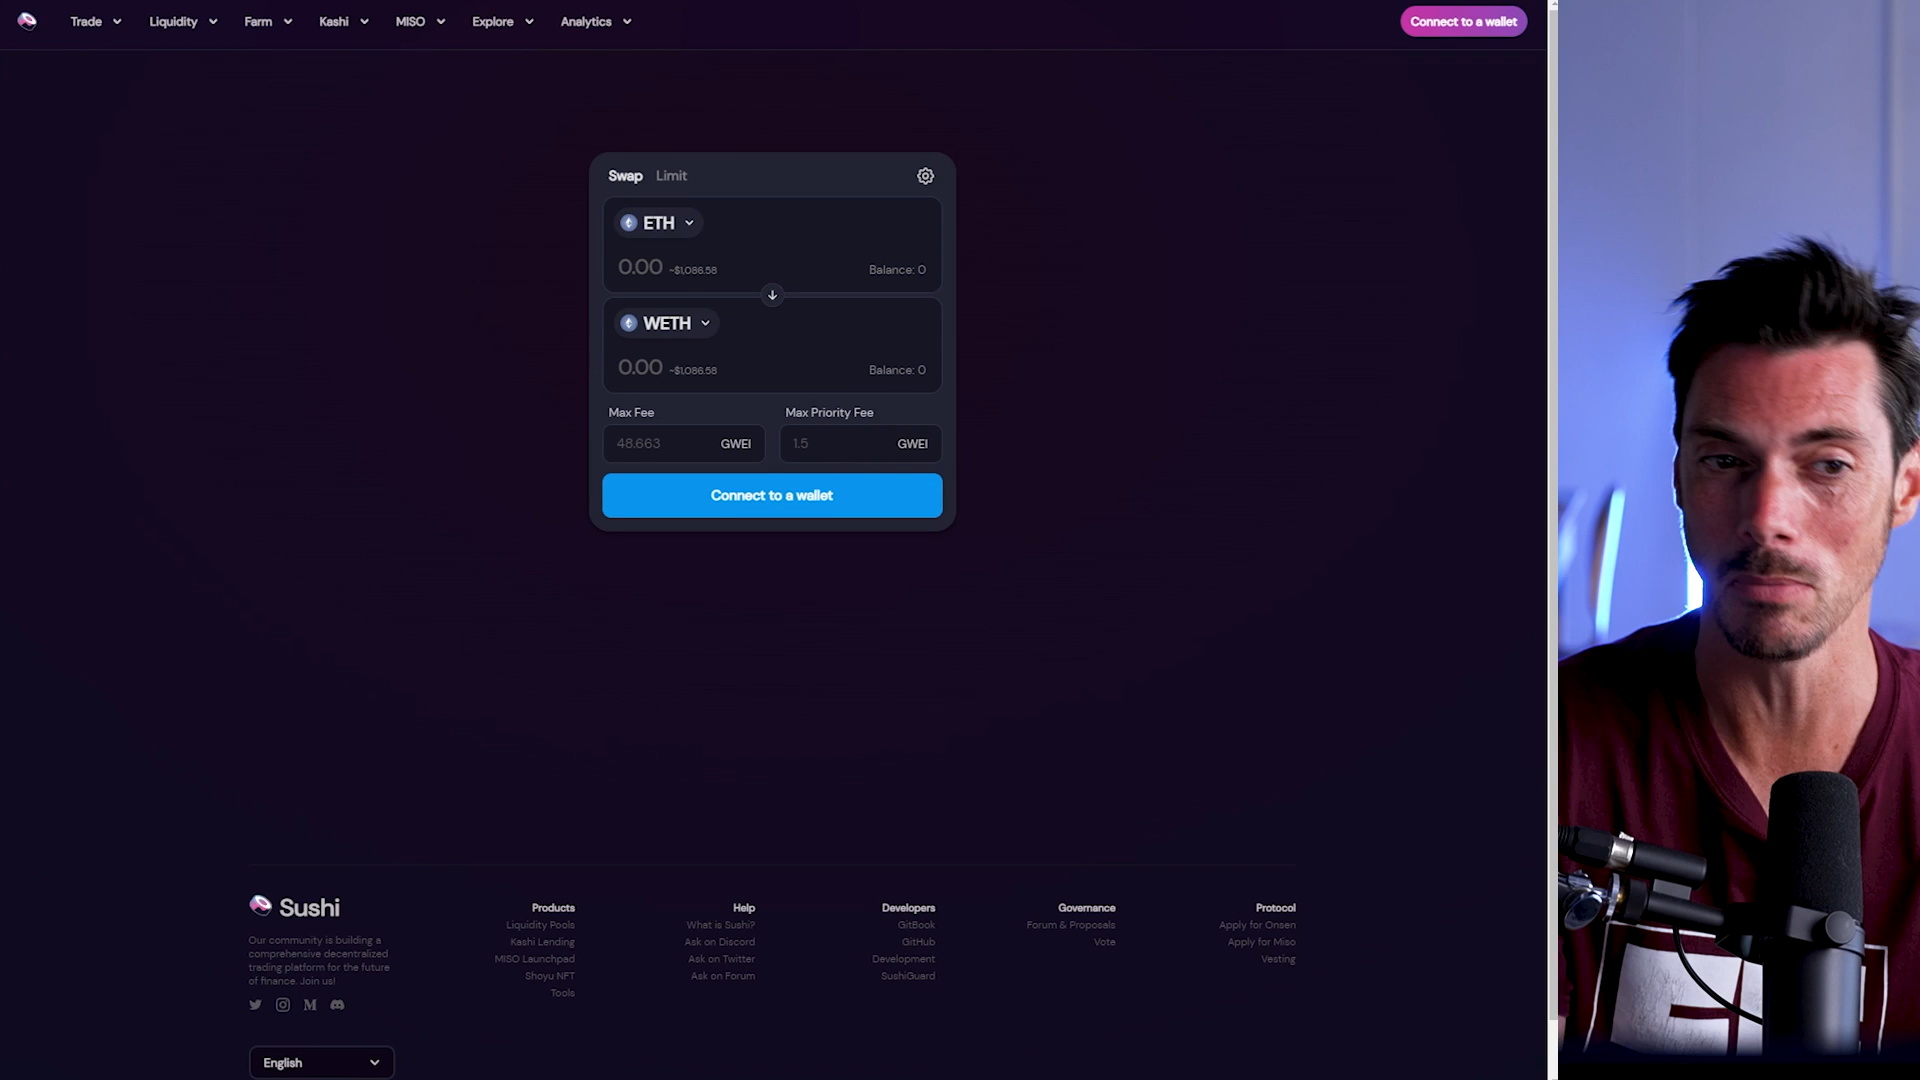 Trade
Liquidity
Farm
Kashi
MISO
Explore
Analytics
Connect to a wallet
Swap
Limit
ETH
0.00 ~$1,086.58
Balance: 0
WETH
0.00 ~$1,086.58
Balance: 0
Max Fee
48.663 GWEI
Max Priority Fee
1.5 GWEI
Connect to a wallet
Sushi
Our community is building a
comprehensive decentralized
trading platform for the future
of finance. Join us!
Products
Liquidity Pools
Kashi Lending
MISO Launchpad
Shoyu NFT
Tools
Help
What is Sushi?
Ask on Discord
Ask on Twitter
Ask on Forum
Developers
GitBook
GitHub
Development
SushiGuard
Governance
Forum & Proposals
Vote
Protocol
Apply for Onsen
Apply for Miso
Vesting
English